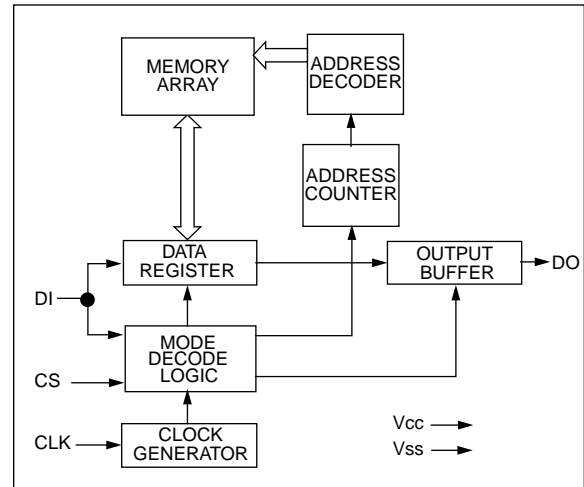 MEMORY
ARRAY
ADDRESS
DECODER
ADDRESS
COUNTER
DATA
REGISTER
OUTPUT
BUFFER
DO
DI
MODE
DECODE
LOGIC
CS
CLK
CLOCK
GENERATOR
Vcc
Vss